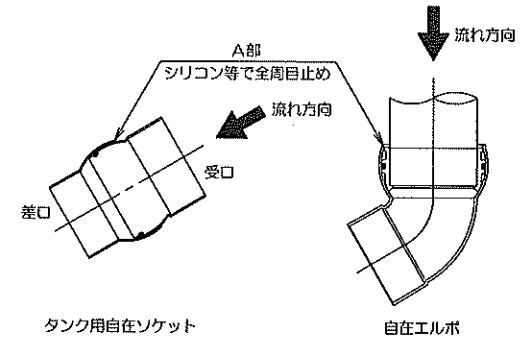 流れ方向
A部
シリコン等で全周目止め
流れ方向
受口
差口
タンク用自在ソケット
自在エルボ